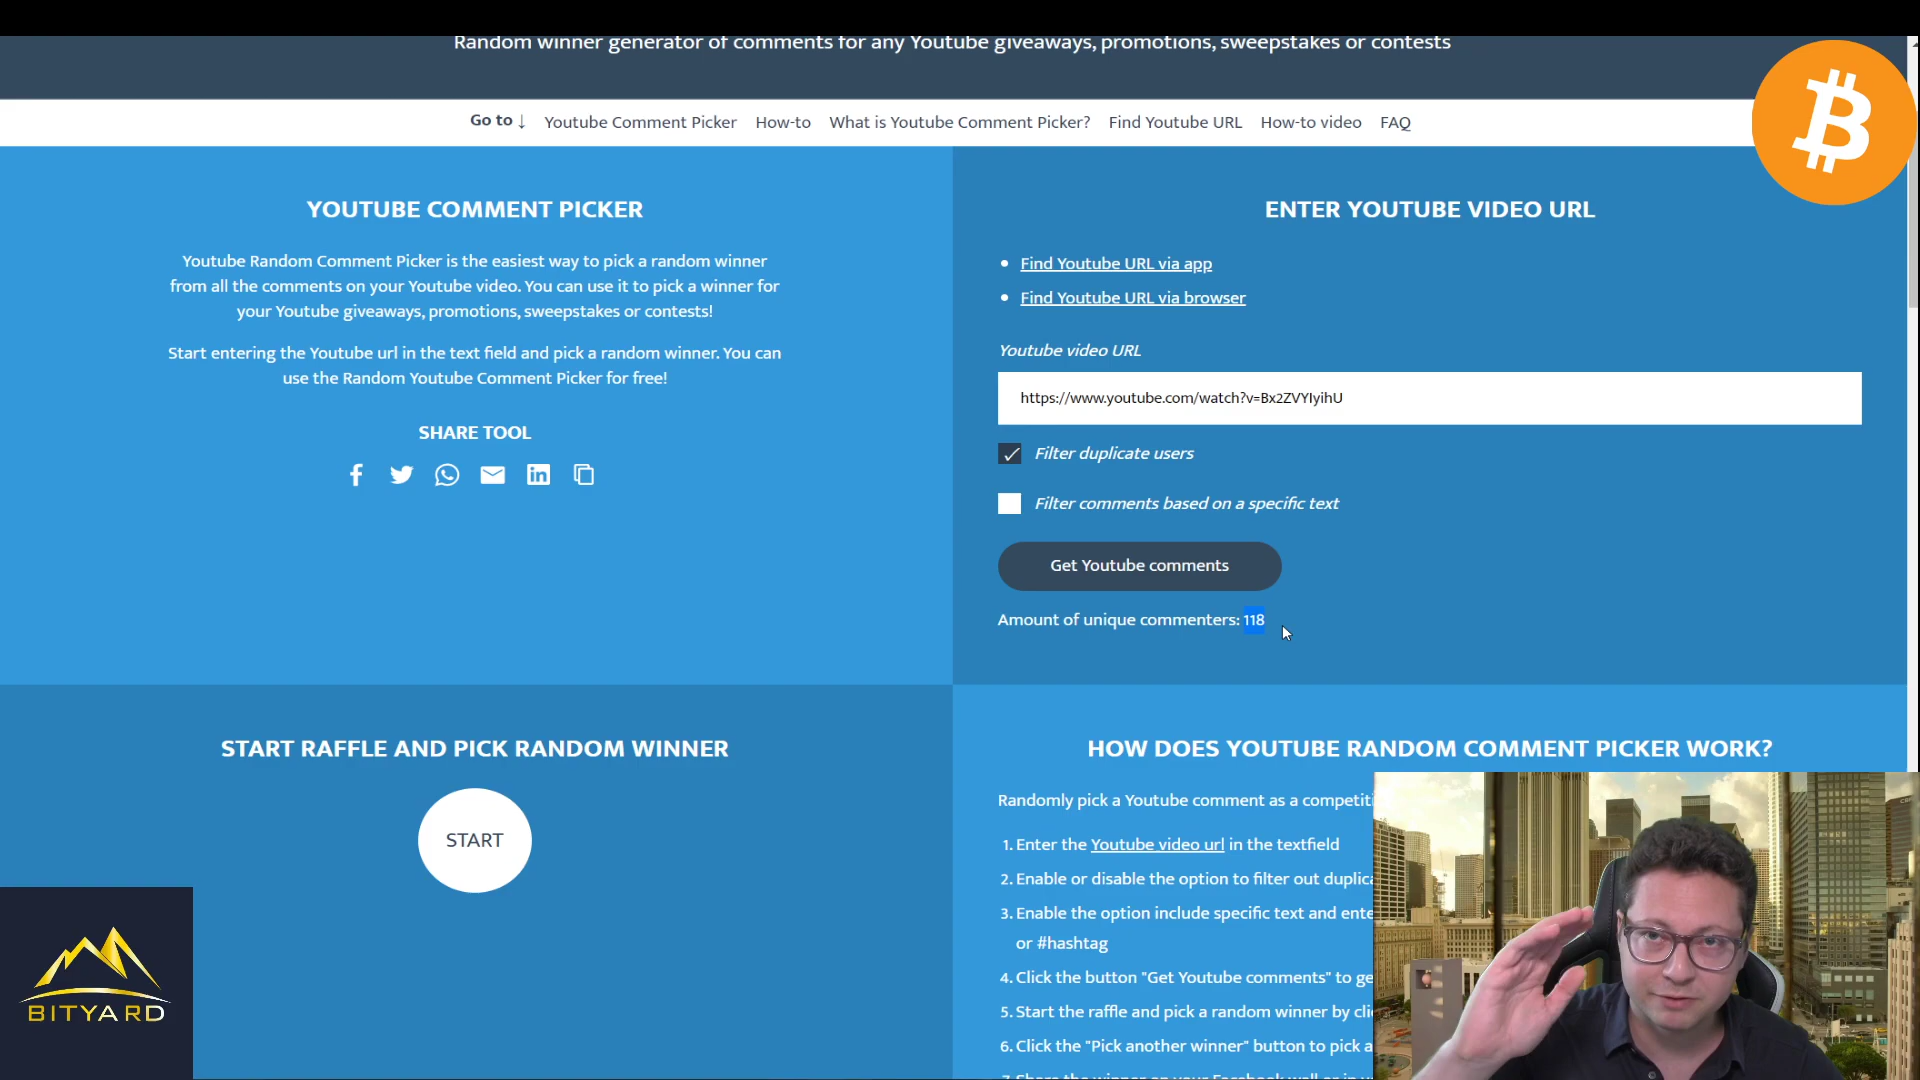 Random winner generator of comments for any Youtube giveaways, promotions, sweepstakes or contests
Go to ↓ Youtube Comment Picker How-to What is Youtube Comment Picker? Find Youtube URL How-to video FAQ
YOUTUBE COMMENT PICKER
Youtube Random Comment Picker is the easiest way to pick a random winner
from all the comments on your Youtube video. You can use it to pick a winner for
your Youtube giveaways, promotions, sweepstakes or contests!
Start entering the Youtube url in the text field and pick a random winner. You can
use the Random Youtube Comment Picker for free!
SHARE TOOL
ENTER YOUTUBE VIDEO URL
• Find Youtube URL via app
• Find Youtube URL via browser
Youtube video URL
https://www.youtube.com/watch?v=Bx2ZVYIyihU
Filter duplicate users
Filter comments based on a specific text
Get Youtube comments
Amount of unique commenters: 118
START RAFFLE AND PICK RANDOM WINNER
START
BITYARD
HOW DOES YOUTUBE RANDOM COMMENT PICKER WORK?
Randomly pick a Youtube comment as a competiti
1. Enter the Youtube video url in the textfield
2. Enable or disable the option to filter out duplica
3. Enable the option include specific text and ente
or #hashtag
4. Click the button "Get Youtube comments" to ge
5. Start the raffle and pick a random winner by cli
6. Click the "Pick another winner" button to pick a